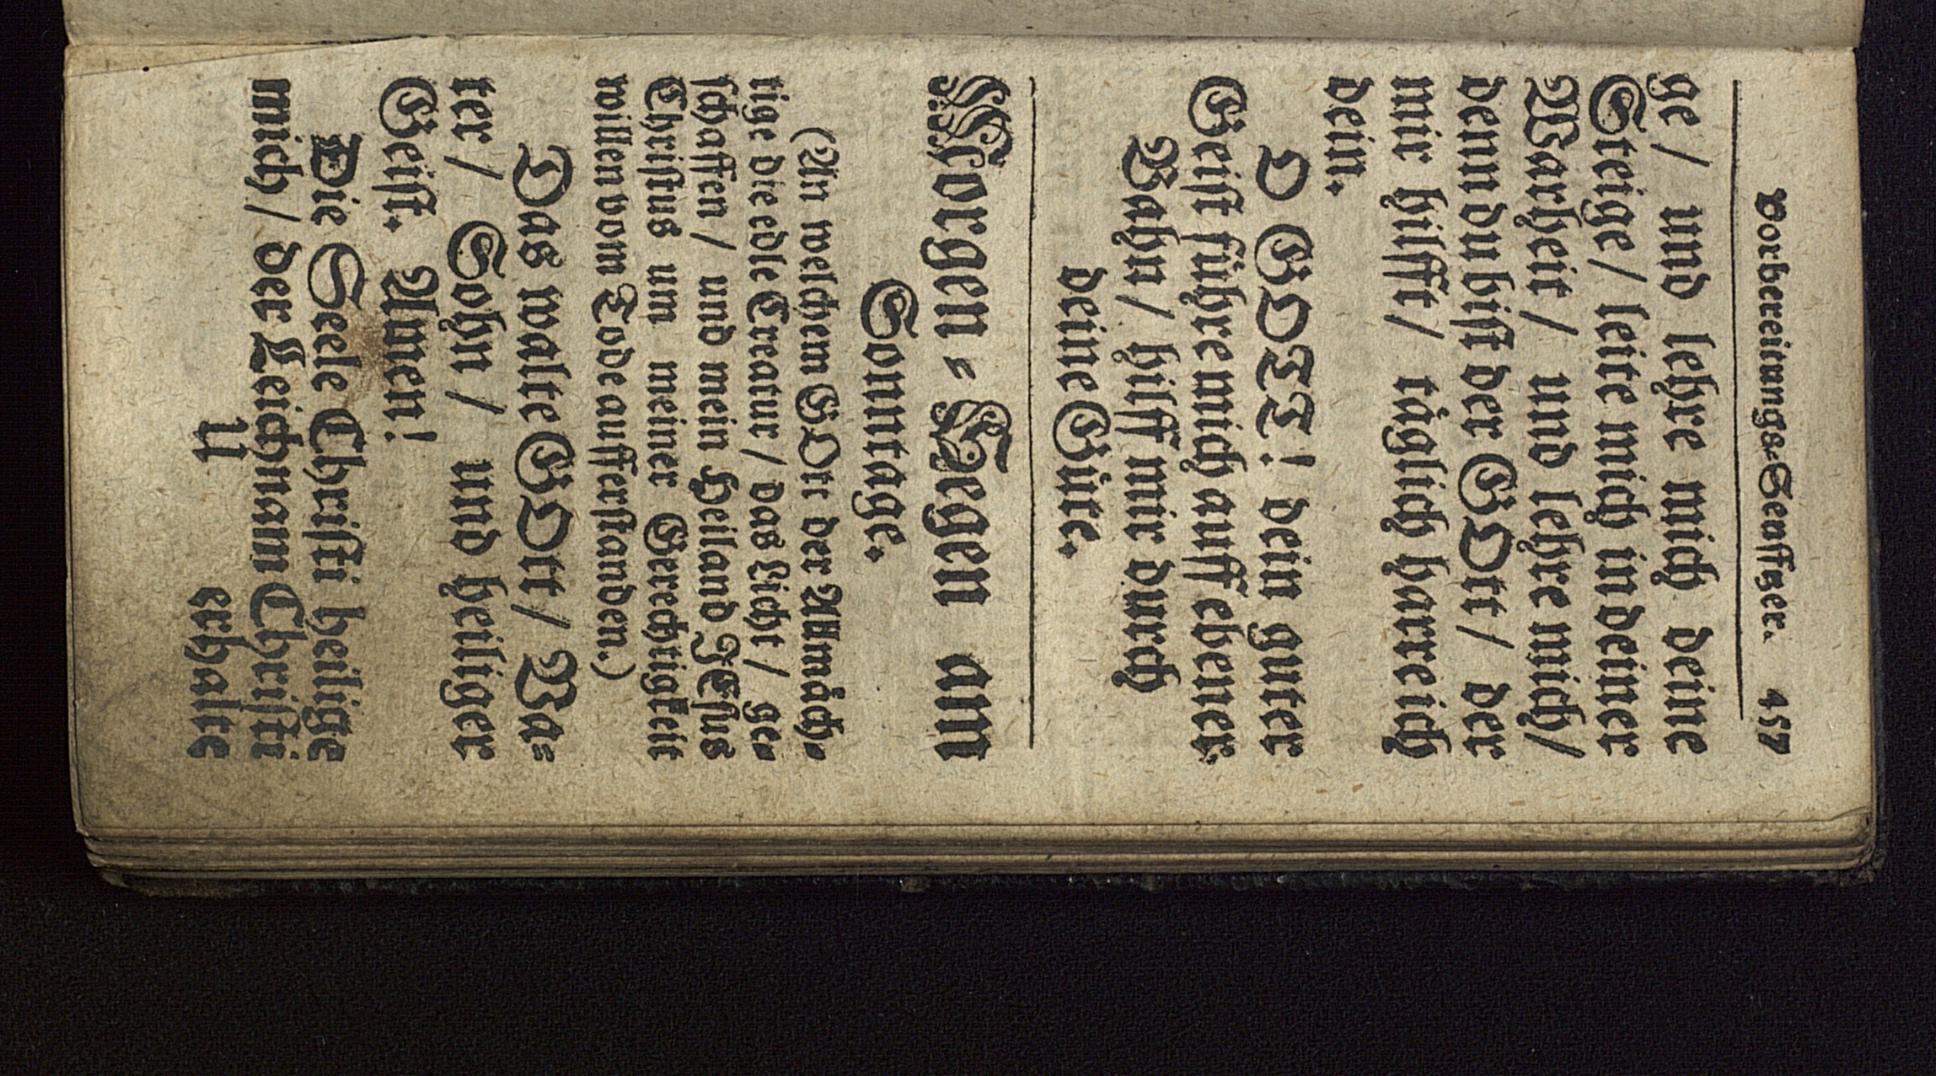 Vorbereitungs-Seuffzer. 457
ge / und lehre mich deine
Steige / leite mich in deiner
Warheit / und lehre mich /
denn du bist der GOtt / der
mir hilfft / täglich harre ich
dein.
O GOTT! dein guter
Geist führe mich auff ebener
Bahn / hilff mir durch
deine Güte.
Morgen-Segen am
Sonntage.
(An welchem GOtt der Allmäch-
tige die edle Creatur / das Licht / ge-
schaffen / und mein Heiland JEsus
Christus um meiner Gerechtigkeit
willen vom Tode aufferstanden.)
Das walte GOtt / Va-
ter / Sohn / und heiliger
Geist. Amen!
Die Seele Christi heilige
mich / der Leichnam Christi
U erhalte